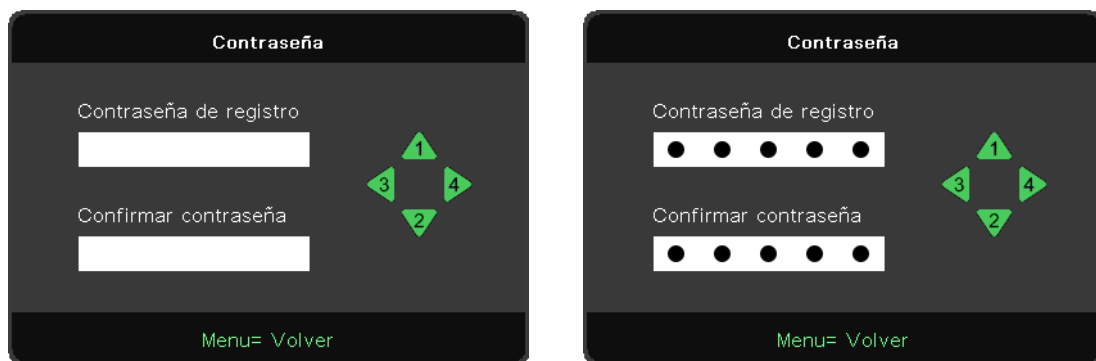 Contraseña
Contraseña de registro
1
3 4
Confirmar contraseña
2
Menu= Volver
Contraseña
Contraseña de registro
1
3 4
Confirmar contraseña
2
Menu= Volver